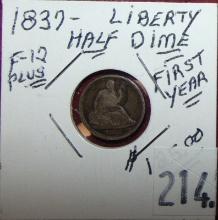 1837- LIBERTY
HALF DIME
F-12
PLUS
FIRST
YEAR
214.